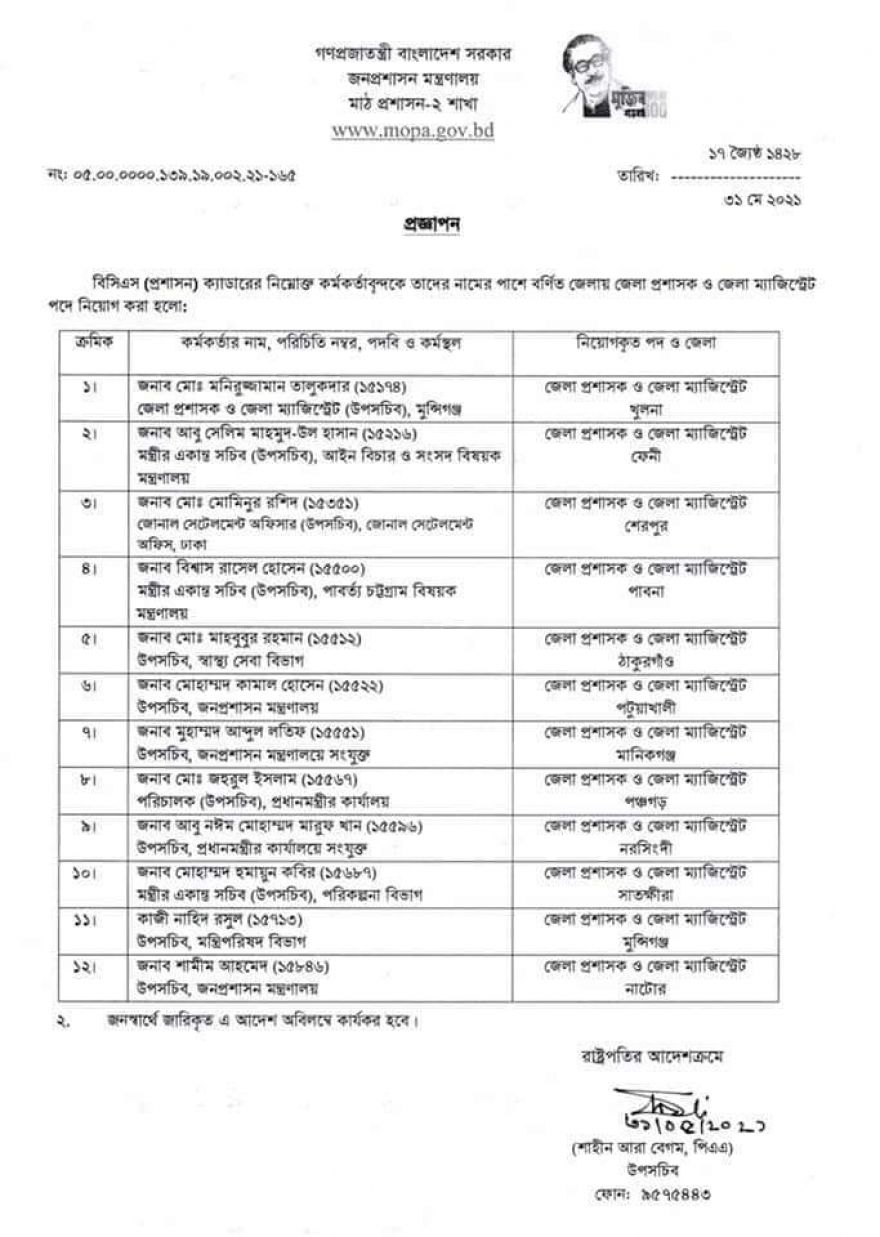 গণপ্রজাতন্ত্রী বাংলাদেশ সরকার
জনপ্রশাসন মন্ত্রণালয়
মাঠ প্রশাসন-২ শাখা
www.mopa.gov.bd
মুজিব
100
১৭ জ্যৈষ্ঠ ১৪২৮
নং: ০৫.০০.০০০০.১৩৯.১৯.০০২.২১-১৬৫ তারিখ: --------------------
৩১ মে ২০২১
প্রজ্ঞাপন
বিসিএস (প্রশাসন) ক্যাডারের নিম্নোক্ত কর্মকর্তাবৃন্দকে তাদের নামের পাশে বর্ণিত জেলায় জেলা প্রশাসক ও জেলা ম্যাজিস্ট্রেট
পদে নিয়োগ করা হলো:
ক্রমিক কর্মকর্তার নাম, পরিচিতি নম্বর, পদবি ও কর্মস্থল নিয়োগকৃত পদ ও জেলা
১। জনাব মোঃ মনিরুজ্জামান তালুকদার (১৫১৭৪) জেলা প্রশাসক ও জেলা ম্যাজিস্ট্রেট
জেলা প্রশাসক ও জেলা ম্যাজিস্ট্রেট (উপসচিব), মুন্সিগঞ্জ খুলনা
২। জনাব আবু সেলিম মাহমুদ-উল হাসান (১৫২১৬) জেলা প্রশাসক ও জেলা ম্যাজিস্ট্রেট
মন্ত্রীর একান্ত সচিব (উপসচিব), আইন বিচার ও সংসদ বিষয়ক ফেনী
মন্ত্রণালয়
৩। জনাব মোঃ মোমিনুর রশিদ (১৫৩৫১) জেলা প্রশাসক ও জেলা ম্যাজিস্ট্রেট
জোনাল সেটেলমেন্ট অফিসার (উপসচিব), জোনাল সেটেলমেন্ট শেরপুর
অফিস, ঢাকা
৪। জনাব বিশ্বাস রাসেল হোসেন (১৫৫০০) জেলা প্রশাসক ও জেলা ম্যাজিস্ট্রেট
মন্ত্রীর একান্ত সচিব (উপসচিব), পার্বত্য চট্টগ্রাম বিষয়ক পাবনা
মন্ত্রণালয়
৫। জনাব মোঃ মাহবুবুর রহমান (১৫৫১২) জেলা প্রশাসক ও জেলা ম্যাজিস্ট্রেট
উপসচিব, স্বাস্থ্য সেবা বিভাগ ঠাকুরগাঁও
৬। জনাব মোহাম্মদ কামাল হোসেন (১৫৫২২) জেলা প্রশাসক ও জেলা ম্যাজিস্ট্রেট
উপসচিব, জনপ্রশাসন মন্ত্রণালয় পটুয়াখালী
৭। জনাব মুহাম্মদ আব্দুল লতিফ (১৫৫৫১) জেলা প্রশাসক ও জেলা ম্যাজিস্ট্রেট
উপসচিব, জনপ্রশাসন মন্ত্রণালয়ে সংযুক্ত মানিকগঞ্জ
৮। জনাব মোঃ জহুরুল ইসলাম (১৫৫৬৭) জেলা প্রশাসক ও জেলা ম্যাজিস্ট্রেট
পরিচালক (উপসচিব), প্রধানমন্ত্রীর কার্যালয় পঞ্চগড়
৯। জনাব আবু নঈম মোহাম্মদ মারুফ খান (১৫৫৯৬) জেলা প্রশাসক ও জেলা ম্যাজিস্ট্রেট
উপসচিব, প্রধানমন্ত্রীর কার্যালয়ে সংযুক্ত নরসিংদী
১০। জনাব মোহাম্মদ হুমায়ুন কবির (১৫৬৮৭) জেলা প্রশাসক ও জেলা ম্যাজিস্ট্রেট
মন্ত্রীর একান্ত সচিব (উপসচিব), পরিকল্পনা বিভাগ সাতক্ষীরা
১১। কাজী নাহিদ রসুল (১৫৭১৩) জেলা প্রশাসক ও জেলা ম্যাজিস্ট্রেট
উপসচিব, মন্ত্রিপরিষদ বিভাগ মুন্সিগঞ্জ
১২। জনাব শামীম আহমেদ (১৫৮৪৬) জেলা প্রশাসক ও জেলা ম্যাজিস্ট্রেট
উপসচিব, জনপ্রশাসন মন্ত্রণালয় নাটোর
২. জনস্বার্থে জারিকৃত এ আদেশ অবিলম্বে কার্যকর হবে।
রাষ্ট্রপতির আদেশক্রমে
৩১/০৫/২০২১
(শাহীন আরা বেগম, পিএএ)
উপসচিব
ফোন: ৯৫৭৫৪৪৩